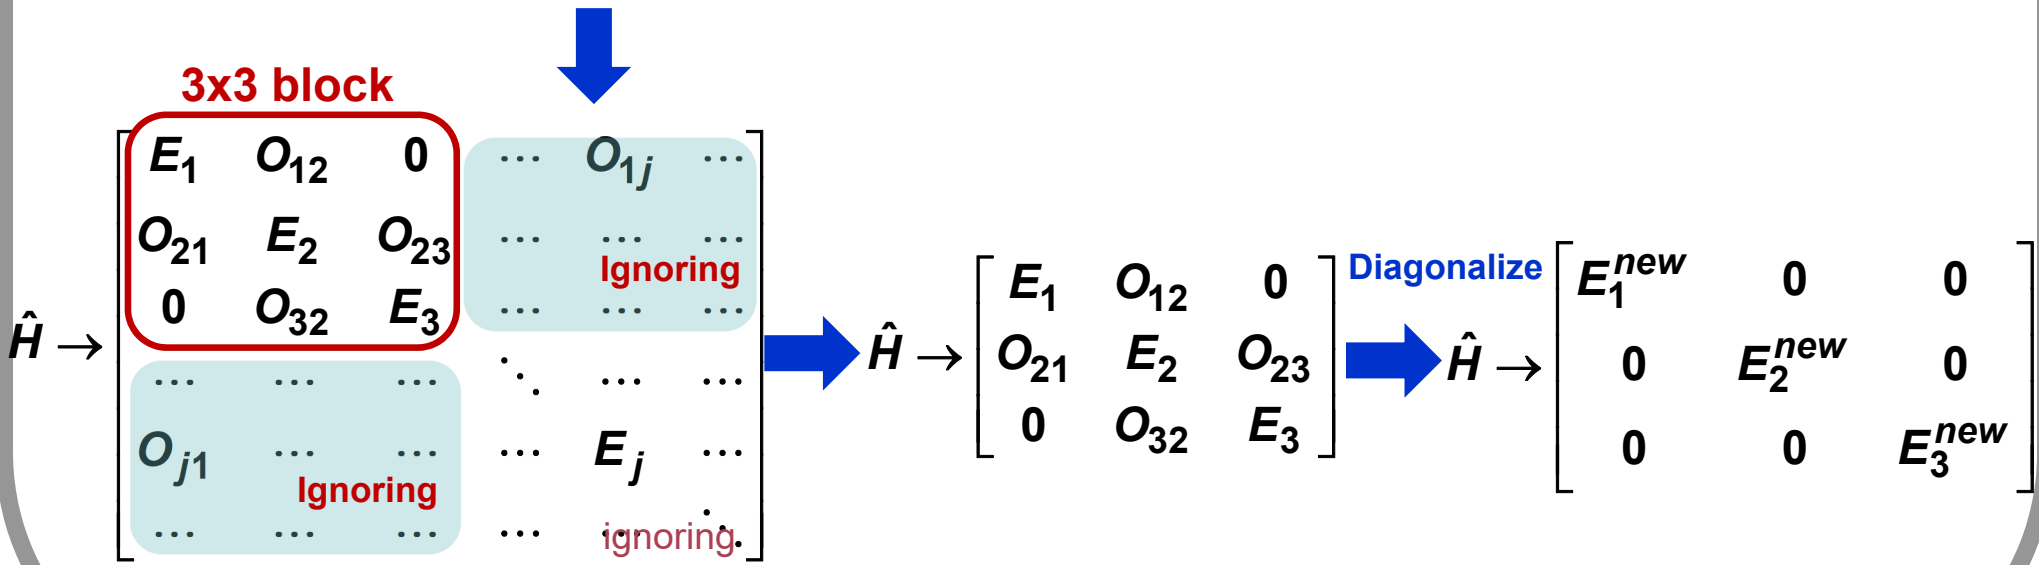 3x3 block
E₁ O₁₂ 0 ... O₁ⱼ ...
O₂₁ E₂ O₂₃ ... ... ...
Ignoring
0 O₃₂ E₃ ... ... ...
Ĥ →
... ... ... ⋱ ... ...
Oⱼ₁ ... ... ... Eⱼ ...
Ignoring
... ... ... ... ... ⋱
ignoring
Ĥ →
E₁ O₁₂ 0
O₂₁ E₂ O₂₃
0 O₃₂ E₃
Diagonalize
Ĥ →
E₁ⁿᵉʷ 0 0
0 E₂ⁿᵉʷ 0
0 0 E₃ⁿᵉʷ